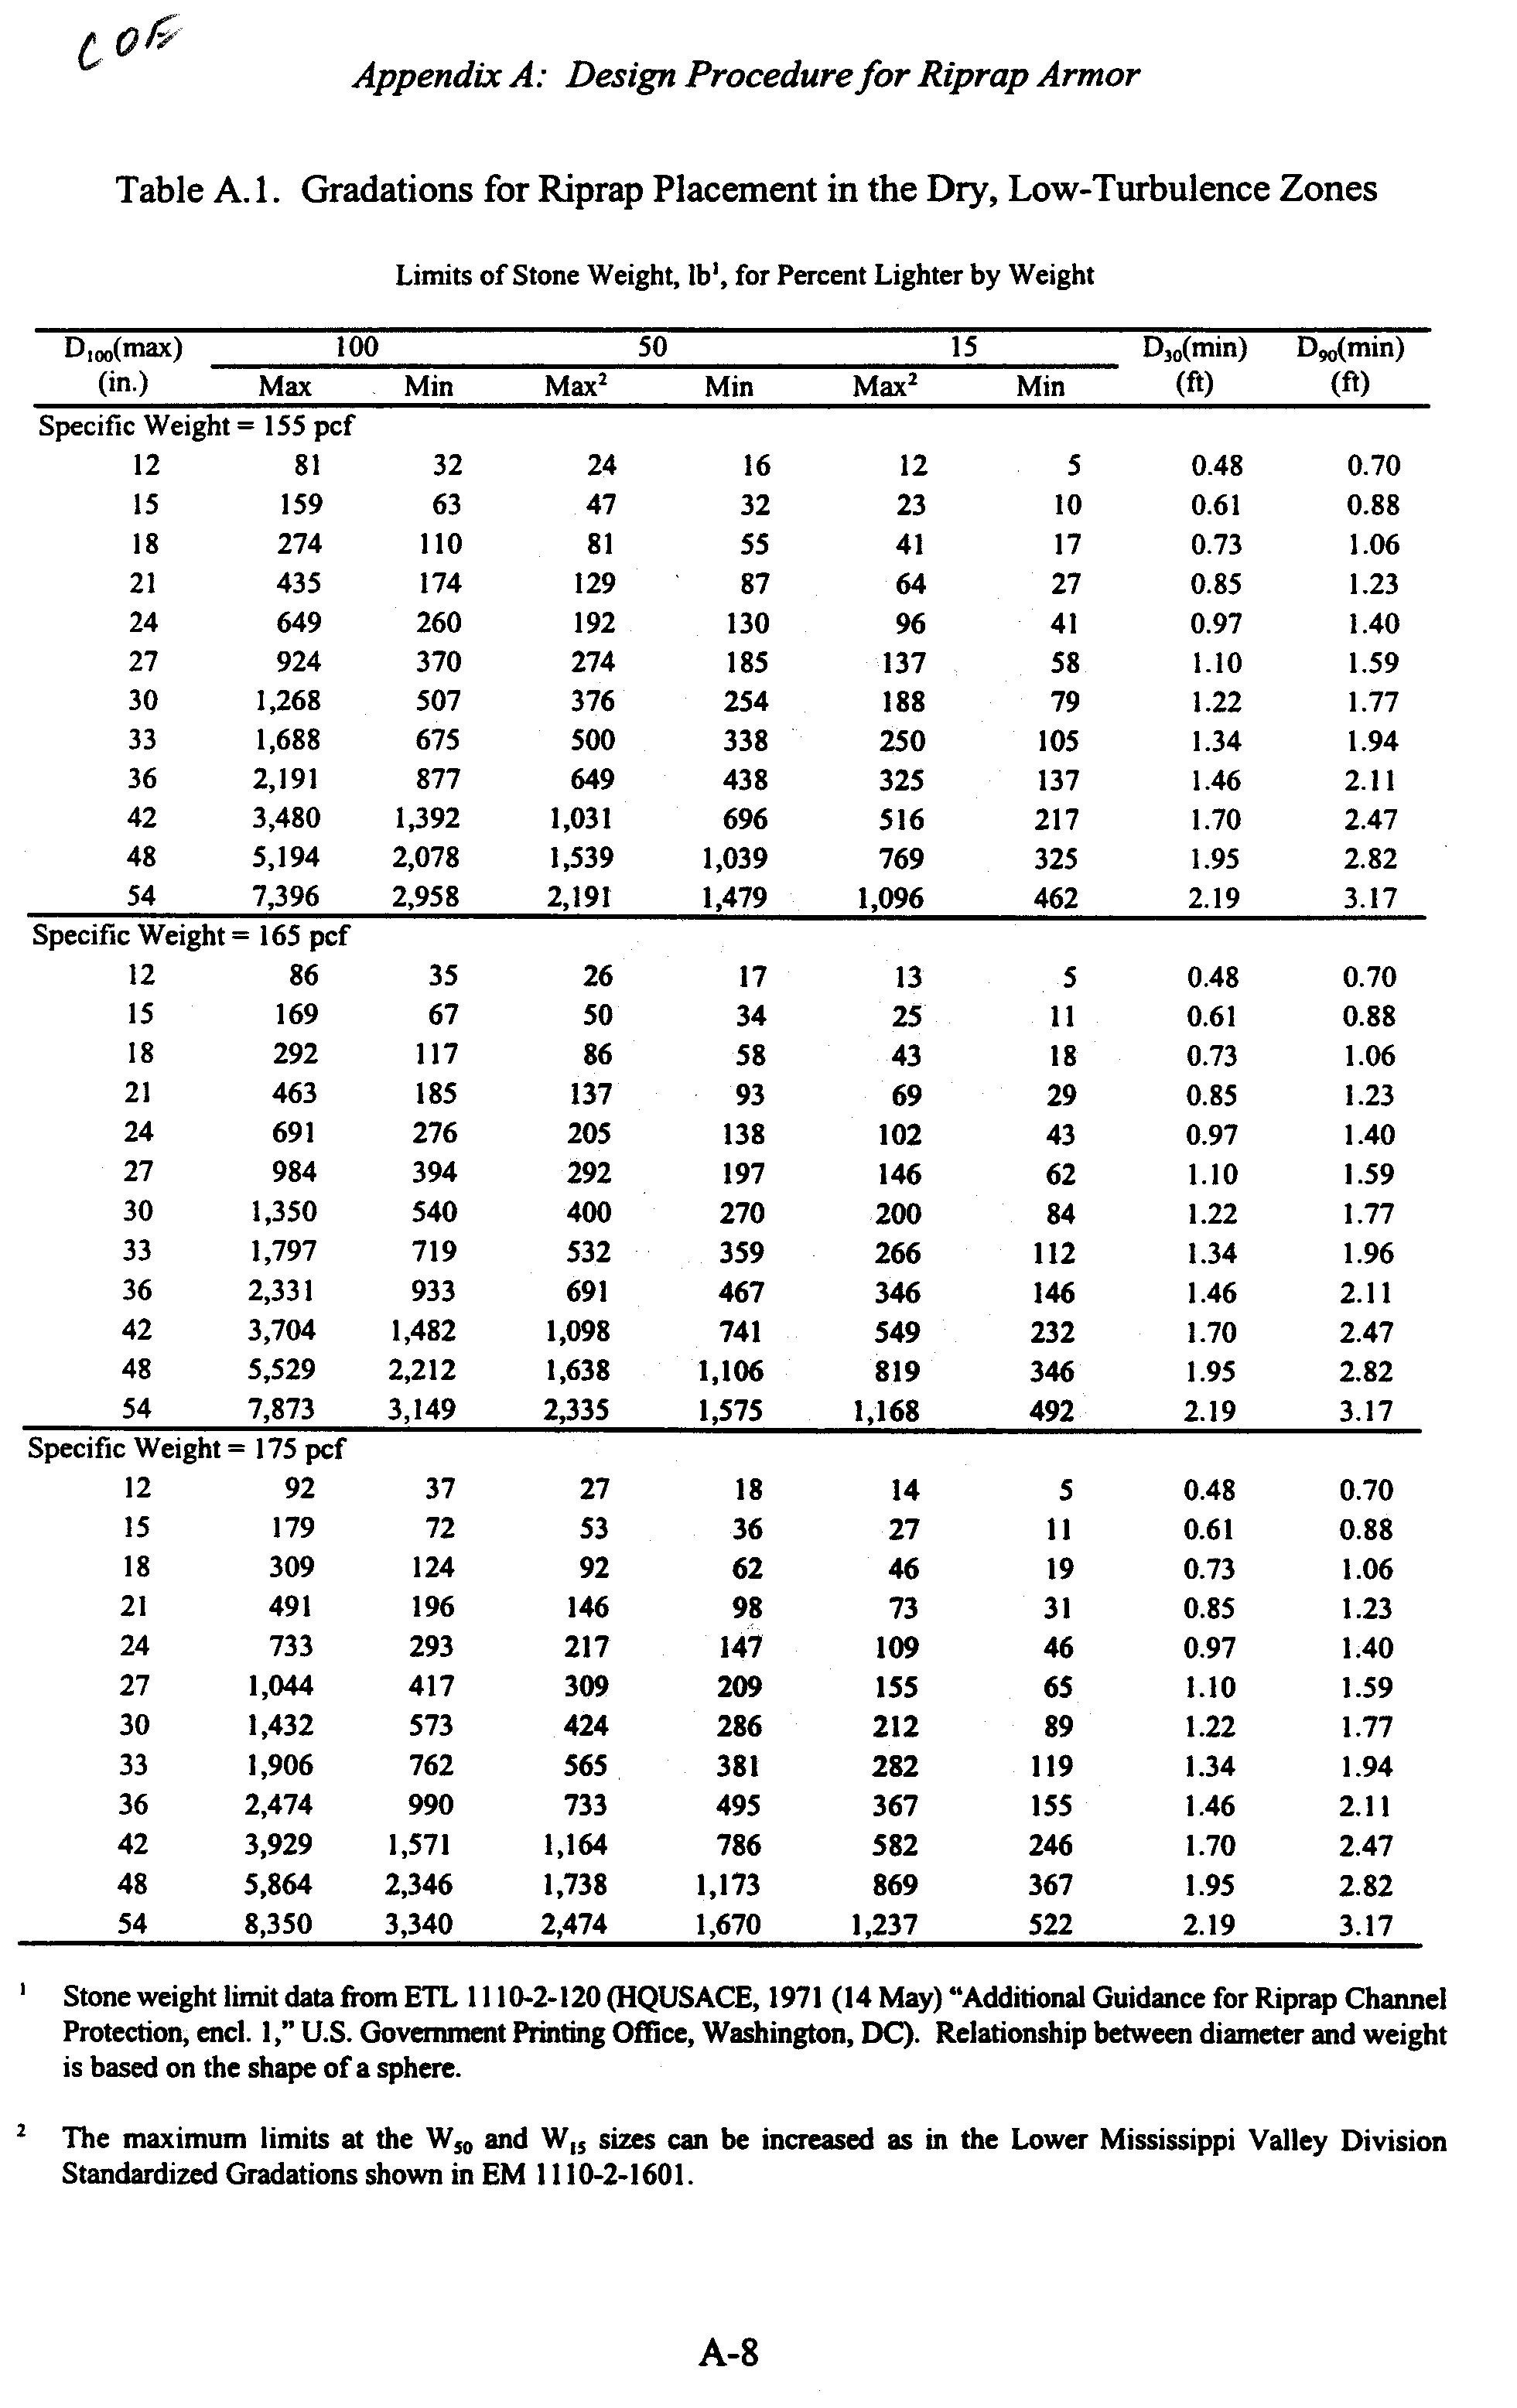 COE
Appendix A: Design Procedure for Riprap Armor
Table A.1. Gradations for Riprap Placement in the Dry, Low-Turbulence Zones
Limits of Stone Weight, lb¹, for Percent Lighter by Weight
D₁₀₀(max) 100 50 15 D₃₀(min) D₉₀(min)
(in.) Max Min Max² Min Max² Min (ft) (ft)
Specific Weight = 155 pcf
12 81 32 24 16 12 5 0.48 0.70
15 159 63 47 32 23 10 0.61 0.88
18 274 110 81 55 41 17 0.73 1.06
21 435 174 129 87 64 27 0.85 1.23
24 649 260 192 130 96 41 0.97 1.40
27 924 370 274 185 137 58 1.10 1.59
30 1,268 507 376 254 188 79 1.22 1.77
33 1,688 675 500 338 250 105 1.34 1.94
36 2,191 877 649 438 325 137 1.46 2.11
42 3,480 1,392 1,031 696 516 217 1.70 2.47
48 5,194 2,078 1,539 1,039 769 325 1.95 2.82
54 7,396 2,958 2,191 1,479 1,096 462 2.19 3.17
Specific Weight = 165 pcf
12 86 35 26 17 13 5 0.48 0.70
15 169 67 50 34 25 11 0.61 0.88
18 292 117 86 58 43 18 0.73 1.06
21 463 185 137 93 69 29 0.85 1.23
24 691 276 205 138 102 43 0.97 1.40
27 984 394 292 197 146 62 1.10 1.59
30 1,350 540 400 270 200 84 1.22 1.77
33 1,797 719 532 359 266 112 1.34 1.96
36 2,331 933 691 467 346 146 1.46 2.11
42 3,704 1,482 1,098 741 549 232 1.70 2.47
48 5,529 2,212 1,638 1,106 819 346 1.95 2.82
54 7,873 3,149 2,335 1,575 1,168 492 2.19 3.17
Specific Weight = 175 pcf
12 92 37 27 18 14 5 0.48 0.70
15 179 72 53 36 27 11 0.61 0.88
18 309 124 92 62 46 19 0.73 1.06
21 491 196 146 98 73 31 0.85 1.23
24 733 293 217 147 109 46 0.97 1.40
27 1,044 417 309 209 155 65 1.10 1.59
30 1,432 573 424 286 212 89 1.22 1.77
33 1,906 762 565 381 282 119 1.34 1.94
36 2,474 990 733 495 367 155 1.46 2.11
42 3,929 1,571 1,164 786 582 246 1.70 2.47
48 5,864 2,346 1,738 1,173 869 367 1.95 2.82
54 8,350 3,340 2,474 1,670 1,237 522 2.19 3.17
¹ Stone weight limit data from ETL 1110-2-120 (HQUSACE, 1971 (14 May) “Additional Guidance for Riprap Channel
Protection, encl. 1,” U.S. Government Printing Office, Washington, DC). Relationship between diameter and weight
is based on the shape of a sphere.
² The maximum limits at the W₅₀ and W₁₅ sizes can be increased as in the Lower Mississippi Valley Division
Standardized Gradations shown in EM 1110-2-1601.
A-8